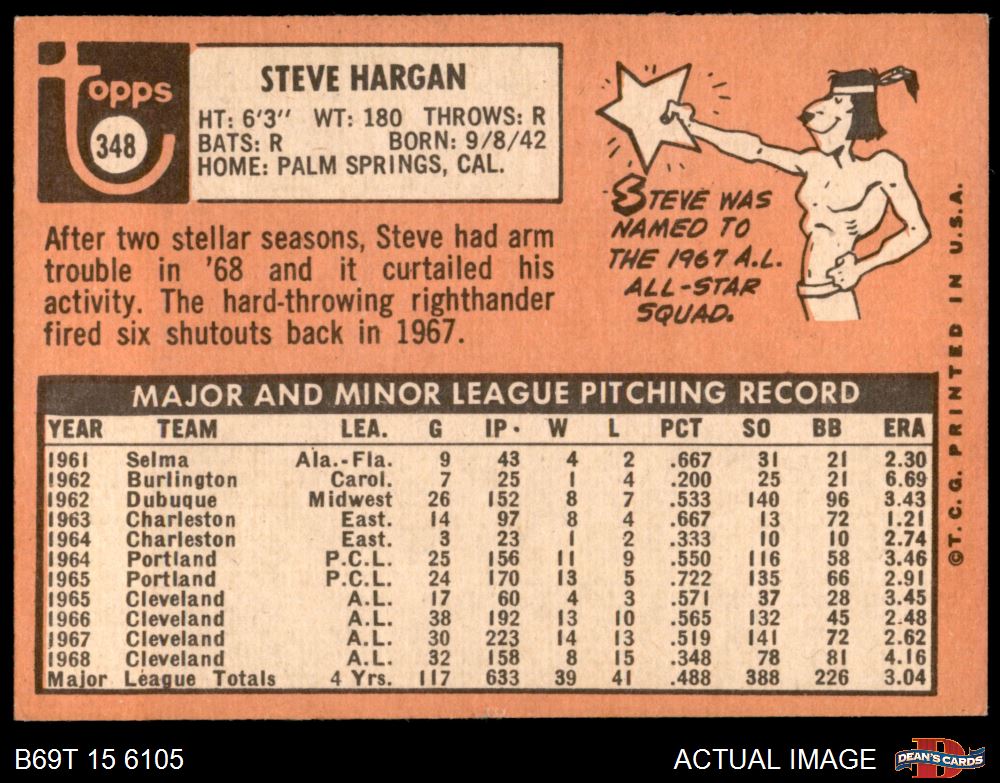 Topps
348
STEVE HARGAN
HT: 6'3" WT: 180 THROWS: R
BATS: R BORN: 9/8/42
HOME: PALM SPRINGS, CAL.
After two stellar seasons, Steve had arm
trouble in '68 and it curtailed his
activity. The hard-throwing righthander
fired six shutouts back in 1967.
STEVE WAS
NAMED TO
THE 1967 A.L.
ALL-STAR
SQUAD.
©T.C.G. PRINTED IN U.S.A.
MAJOR AND MINOR LEAGUE PITCHING RECORD
YEAR TEAM LEA. G IP. W L PCT SO BB ERA
1961 Selma Ala.-Fla. 9 43 4 2 .667 31 21 2.30
1962 Burlington Carol. 7 25 1 4 .200 25 21 6.69
1962 Dubuque Midwest 26 152 8 7 .533 140 96 3.43
1963 Charleston East. 14 97 8 4 .667 13 72 1.21
1964 Charleston East. 3 23 1 2 .333 10 10 2.74
1964 Portland P.C.L. 25 156 11 9 .550 116 58 3.46
1965 Portland P.C.L. 24 170 13 5 .722 135 66 2.91
1965 Cleveland A.L. 17 60 4 3 .571 37 28 3.45
1966 Cleveland A.L. 38 192 13 10 .565 132 45 2.48
1967 Cleveland A.L. 30 223 14 13 .519 141 72 2.62
1968 Cleveland A.L. 32 158 8 15 .348 78 81 4.16
Major League Totals 4 Yrs. 117 633 39 41 .488 388 226 3.04
B69T 15 6105
ACTUAL IMAGE
D
DEAN'S CARDS